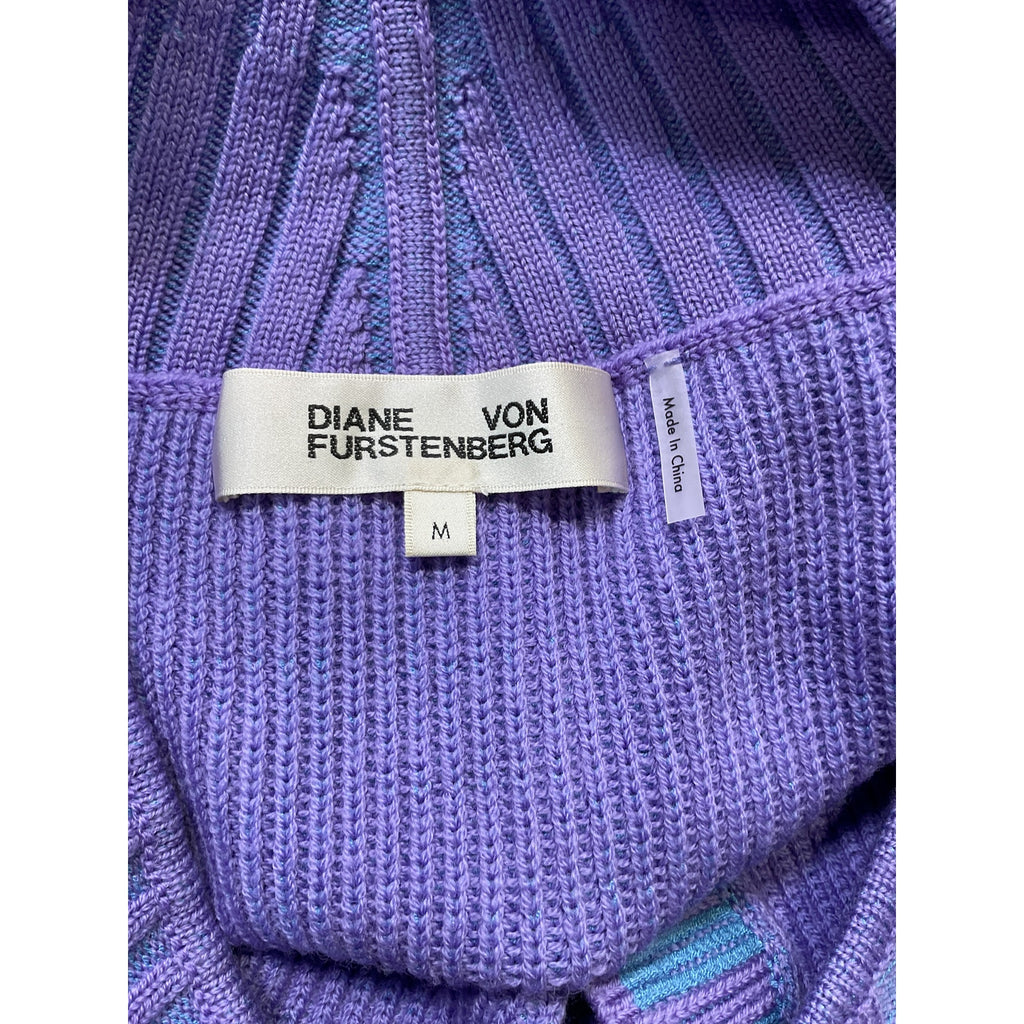 DIANE VON
FURSTENBERG
M
Made In China